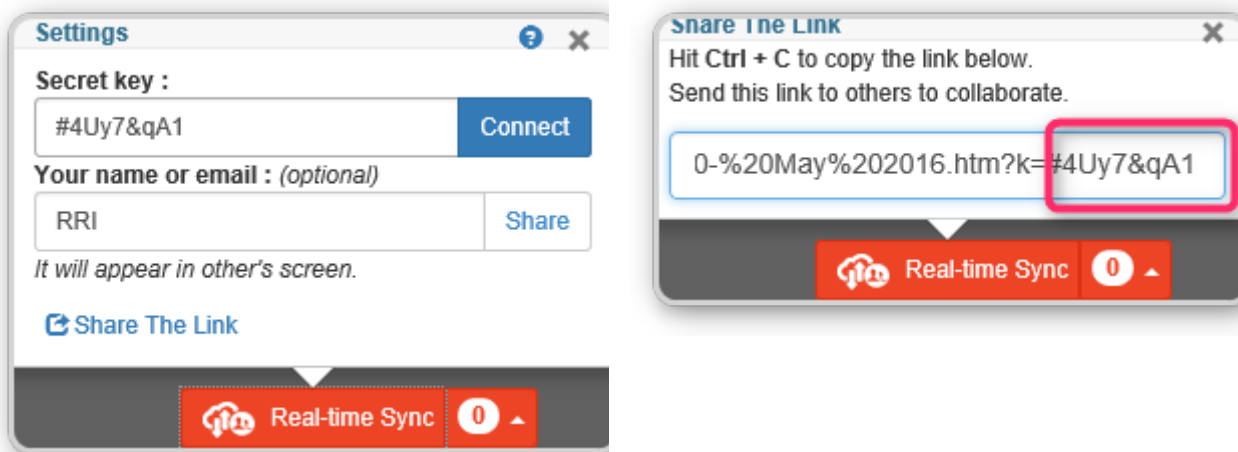 Settings
Secret key :
#4Uy7&qA1
Connect
Your name or email : (optional)
RRI
Share
It will appear in other's screen.
Share The Link
Real-time Sync 0
Share The Link
Hit Ctrl + C to copy the link below.
Send this link to others to collaborate.
0-%20May%202016.htm?k=#4Uy7&qA1
Real-time Sync 0